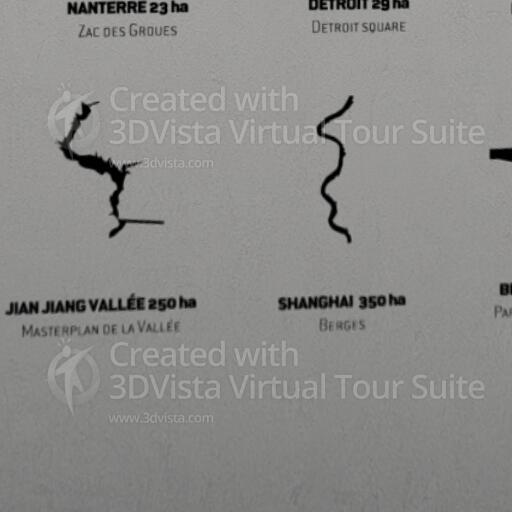 NANTERRE 23 ha
DETROIT 29 ha
ZAC DES GROUES
DETROIT SQUARE
Created with
3DVista Virtual Tour Suite
www.3dvista.com
JIAN JIANG VALLÉE 250 ha
SHANGHAI 350 ha
MASTERPLAN DE LA VALLÉE
BERGES
Created with
3DVista Virtual Tour Suite
www.3dvista.com